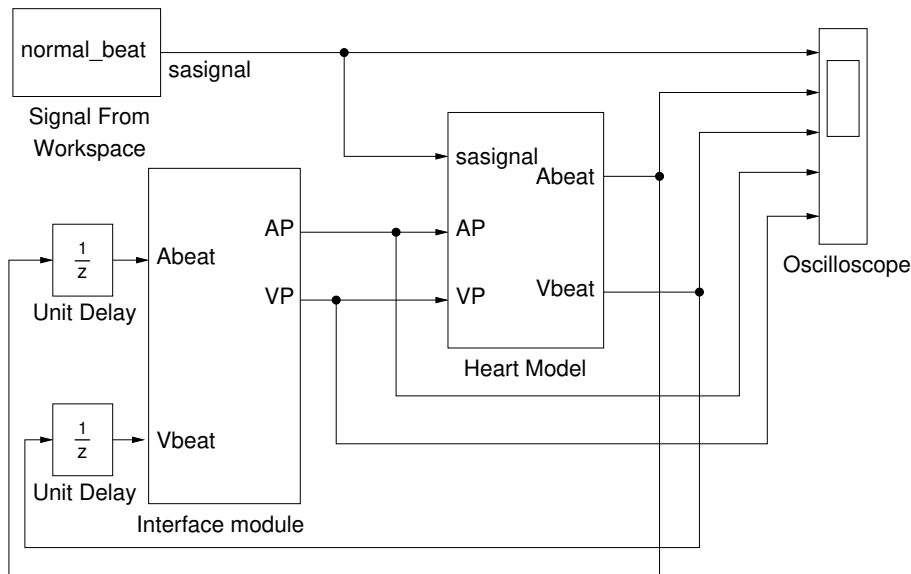 normal_beat
sasignal
Signal From
Workspace
sasignal
Abeat
AP
VP
Vbeat
Heart Model
Oscilloscope
1
z
Unit Delay
Abeat
AP
VP
1
z
Unit Delay
Vbeat
Interface module